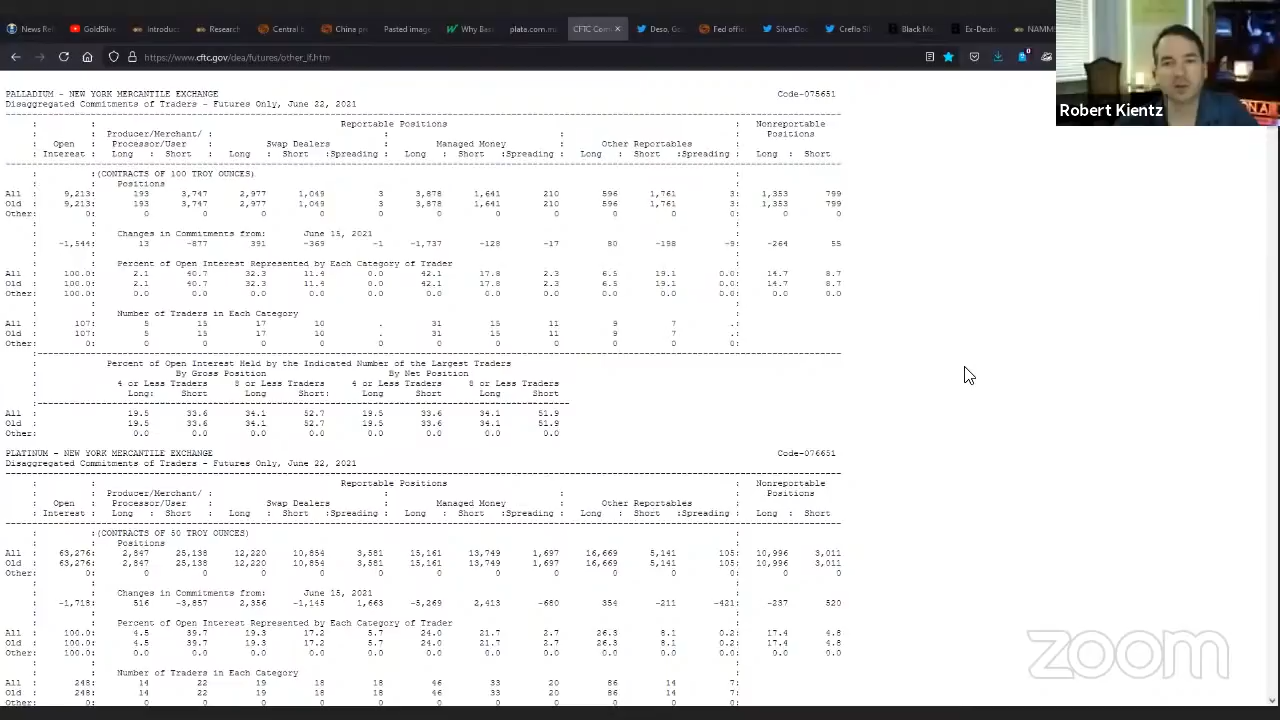 New Rel
GoldSilv
Introdu
Chinook
ted imag
CFTC Co
Fed offic
Crefis Sl
Black M
Ex-Deut
NAMM
https://www.cftc.gov/dea/futures/other_lf.htm
Robert Kientz
PALLADIUM - NEW YORK MERCANTILE EXCHANGE Code-075651
Disaggregated Commitments of Traders - Futures Only, June 22, 2021
: : Reportable Positions : Nonreportable
: Producer/Merchant/ : : : Positions
: Open : Processor/User : Swap Dealers : Managed Money : Other Reportables :
: Interest : Long : Short : Long : Short :Spreading : Long : Short :Spreading : Long : Short :Spreading : Long : Short
: :(CONTRACTS OF 100 TROY OUNCES) :
: : Positions :
All : 9,213: 193 3,747 2,977 1,049 3 3,878 1,641 210 596 1,761 3: 1,353 799
Old : 9,213: 193 3,747 2,977 1,049 3 3,878 1,641 210 596 1,761 3: 1,353 799
Other: 0: 0 0 0 0 0 0 0 0 0 0 0: 0 0
: : Changes in Commitments from: June 15, 2021 :
: -1,544: 13 -877 391 -369 -1 -1,737 -128 -17 80 -198 -9: -264 55
: : Percent of Open Interest Represented by Each Category of Trader :
All : 100.0: 2.1 40.7 32.3 11.4 0.0 42.1 17.8 2.3 6.5 19.1 0.0: 14.7 8.7
Old : 100.0: 2.1 40.7 32.3 11.4 0.0 42.1 17.8 2.3 6.5 19.1 0.0: 14.7 8.7
Other: 100.0: 0.0 0.0 0.0 0.0 0.0 0.0 0.0 0.0 0.0 0.0 0.0: 0.0 0.0
: : Number of Traders in Each Category :
All : 107: 5 15 17 10 . 31 15 11 9 7 .:
Old : 107: 5 15 17 10 . 31 15 11 9 7 .:
Other: 0: 0 0 0 0 0 0 0 0 0 0 0:
: Percent of Open Interest Held by the Indicated Number of the Largest Traders
: By Gross Position By Net Position
: 4 or Less Traders 8 or Less Traders 4 or Less Traders 8 or Less Traders
: Long: Short Long Short: Long Short Long Short
All : 19.5 33.6 34.1 52.7 19.5 33.6 34.1 51.9
Old : 19.5 33.6 34.1 52.7 19.5 33.6 34.1 51.9
Other: 0.0 0.0 0.0 0.0 0.0 0.0 0.0 0.0
PLATINUM - NEW YORK MERCANTILE EXCHANGE Code-076651
Disaggregated Commitments of Traders - Futures Only, June 22, 2021
: : Reportable Positions : Nonreportable
: Producer/Merchant/ : : : Positions
: Open : Processor/User : Swap Dealers : Managed Money : Other Reportables :
: Interest : Long : Short : Long : Short :Spreading : Long : Short :Spreading : Long : Short :Spreading : Long : Short
: :(CONTRACTS OF 50 TROY OUNCES) :
: : Positions :
All : 63,276: 2,847 25,138 12,220 10,854 3,581 15,161 13,749 1,697 16,669 5,141 105: 10,996 3,011
Old : 63,276: 2,847 25,138 12,220 10,854 3,581 15,161 13,749 1,697 16,669 5,141 105: 10,996 3,011
Other: 0: 0 0 0 0 0 0 0 0 0 0 0: 0 0
: : Changes in Commitments from: June 15, 2021 :
: -1,718: 516 -3,857 2,356 -1,145 1,663 -5,269 2,413 -680 354 -211 -421: -237 520
: : Percent of Open Interest Represented by Each Category of Trader :
All : 100.0: 4.5 39.7 19.3 17.2 5.7 24.0 21.7 2.7 26.3 8.1 0.2: 17.4 4.8
Old : 100.0: 4.5 39.7 19.3 17.2 5.7 24.0 21.7 2.7 26.3 8.1 0.2: 17.4 4.8
Other: 100.0: 0.0 0.0 0.0 0.0 0.0 0.0 0.0 0.0 0.0 0.0 0.0: 0.0 0.0
: : Number of Traders in Each Category :
All : 248: 14 22 19 18 33 20 86 14 7:
Old : 248: 14 22 19 18 33 20 86 14 7:
Other: 0: 0 0 0 0 0 0 0 0 0 0 0:
zoom